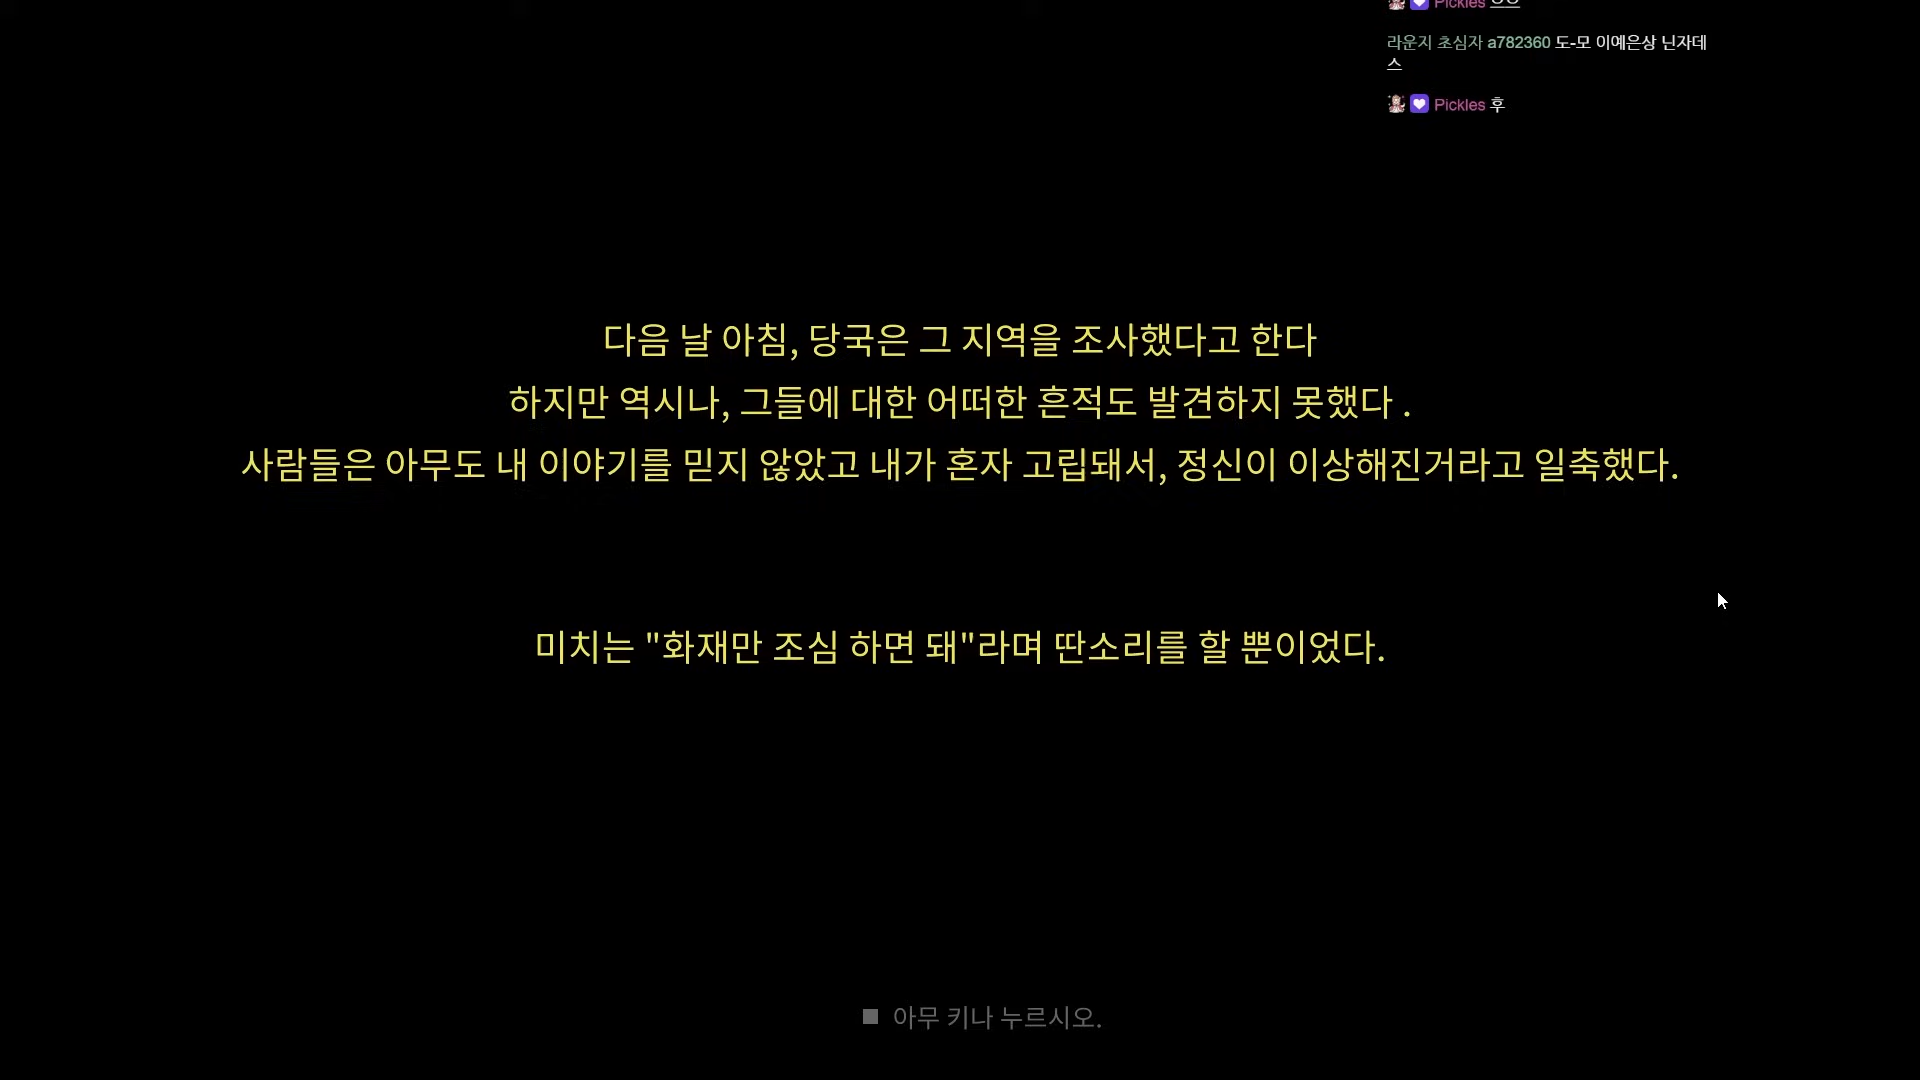 Pickles
라운지 초심자 a782360 도-모 이예은상 닌자데
스
Pickles 후
다음 날 아침, 당국은 그 지역을 조사했다고 한다
하지만 역시나, 그들에 대한 어떠한 흔적도 발견하지 못했다 .
사람들은 아무도 내 이야기를 믿지 않았고 내가 혼자 고립돼서, 정신이 이상해진거라고 일축했다.
미치는 "화재만 조심 하면 돼"라며 딴소리를 할 뿐이었다.
아무 키나 누르시오.